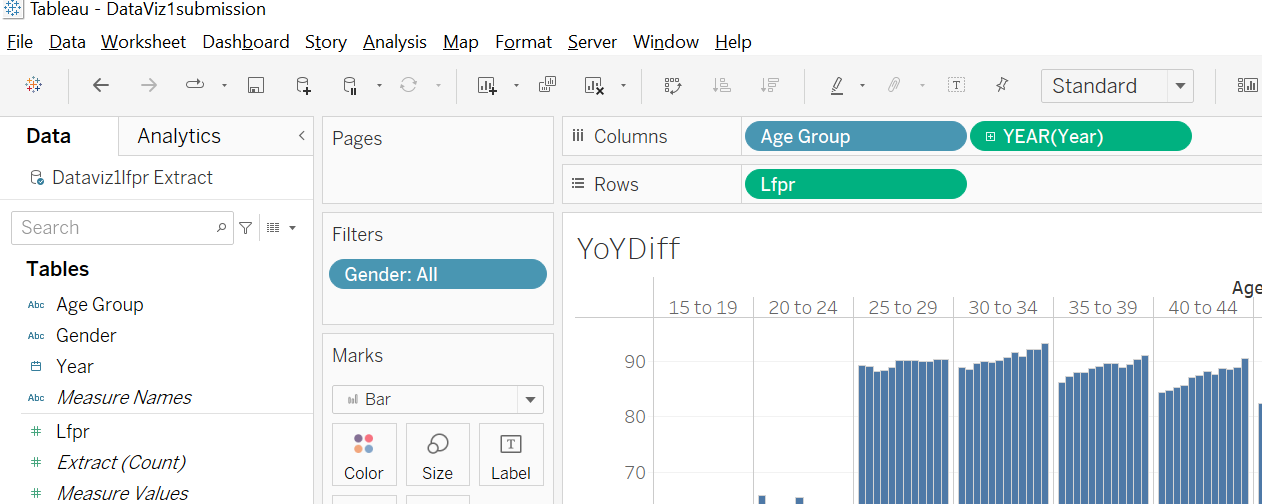 Tableau - DataViz1submission
File Data Worksheet Dashboard Story Analysis Map Format Server Window Help
Standard
Data Analytics
Dataviz1lfpr Extract
Search
Tables
Abc Age Group
Abc Gender
Year
Abc Measure Names
# Lfpr
# Extract (Count)
# Measure Values
Pages
Filters
Gender: All
Marks
Bar
Color Size Label
Columns Age Group YEAR(Year)
Rows Lfpr
YoYDiff
Age
15 to 19 20 to 24 25 to 29 30 to 34 35 to 39 40 to 44
90
80
70